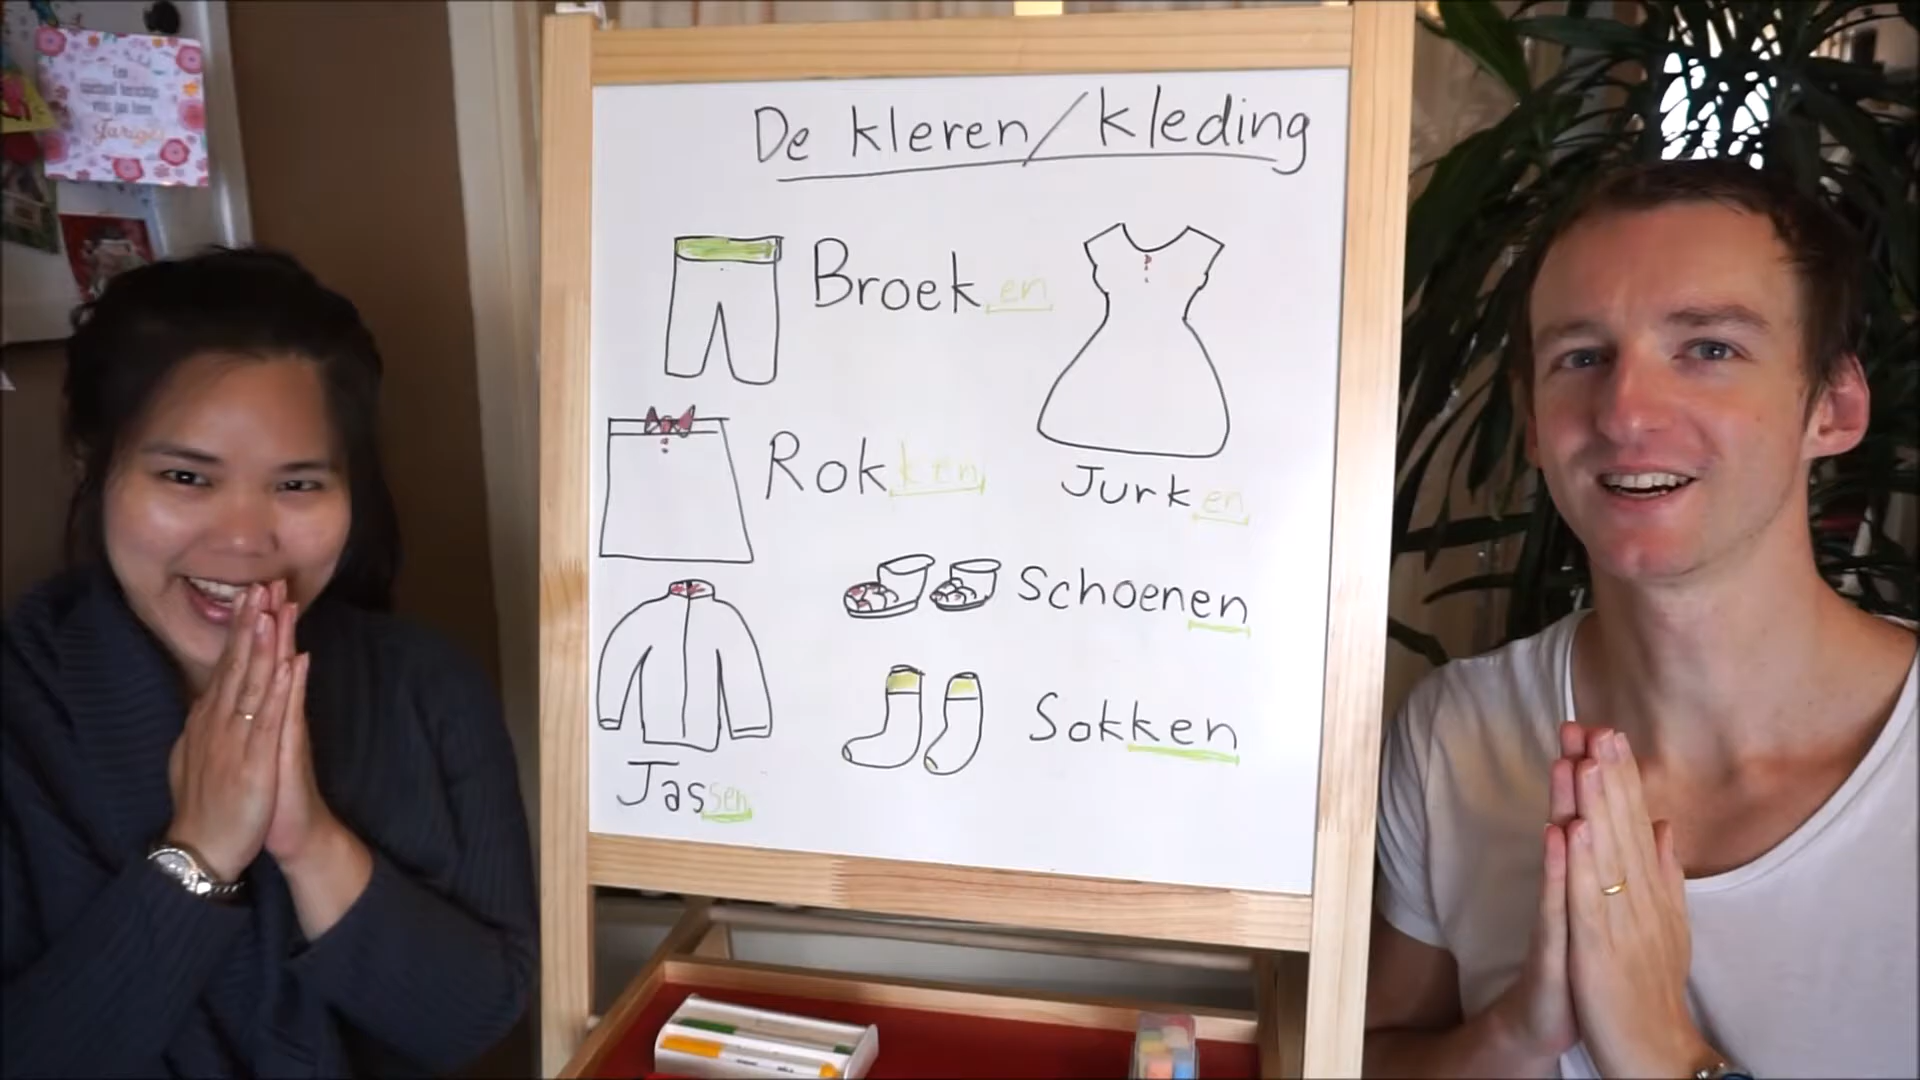 De kleren/kleding
Broeken
Rokken
Jurken
Schoenen
Sokken
Jassen